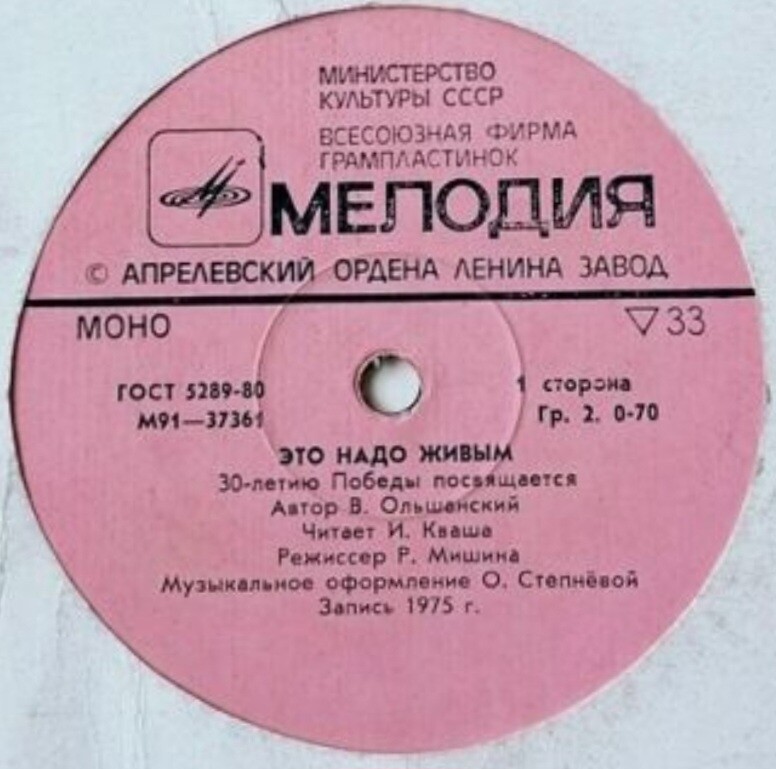 МИНИСТЕРСТВО
КУЛЬТУРЫ СССР
ВСЕСОЮЗНАЯ ФИРМА
ГРАМПЛАСТИНОК
МЕЛОДИЯ
© АПРЕЛЕВСКИЙ ОРДЕНА ЛЕНИНА ЗАВОД
МОНО ▽33
ГОСТ 5289-80 1 сторона
М91—37361 Гр. 2. 0-70
ЭТО НАДО ЖИВЫМ
30-летию Победы посвящается
Автор В. Ольшанский
Читает И. Кваша
Режиссер Р. Мишина
Музыкальное оформление О. Степнёвой
Запись 1975 г.